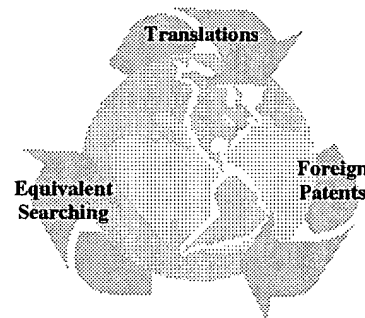 Translations
Equivalent
Searching
Foreign
Patents